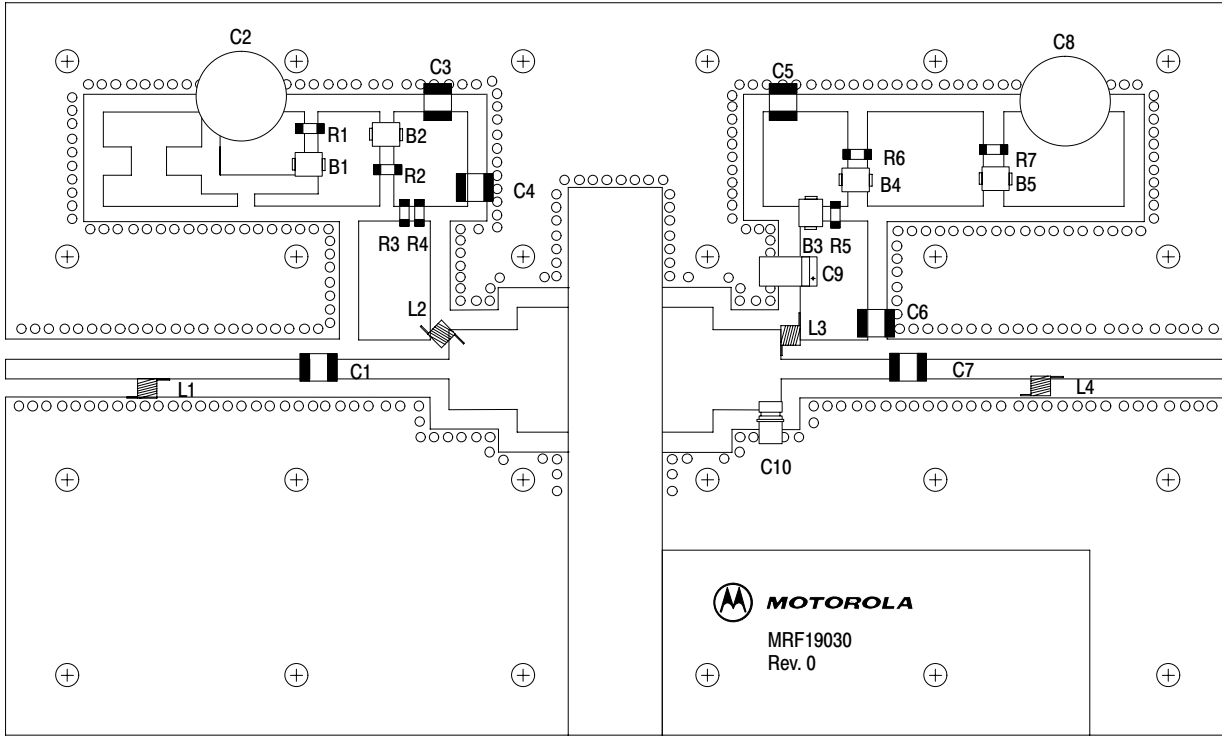 C2
C3
C5
C8
R1
B2
B1
R2
R6
R7
B4
B5
C4
R3 R4
B3 R5
C9
L2
L3
C6
C1
C7
L1
L4
C10
MOTOROLA
MRF19030
Rev. 0